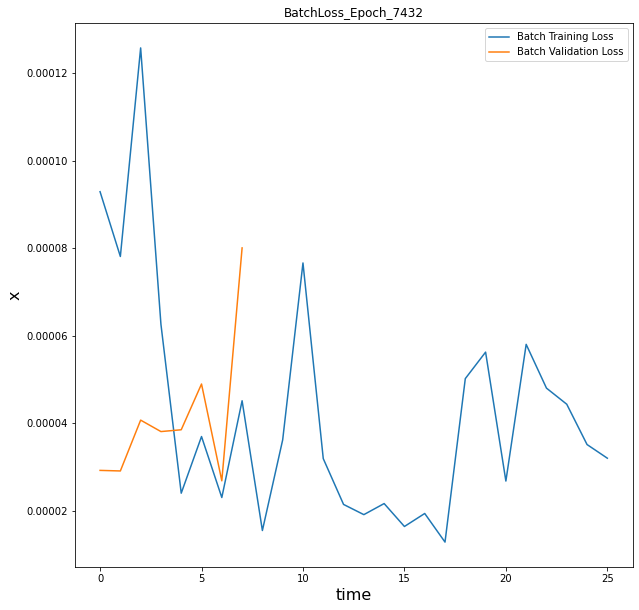 BatchLoss_Epoch_7432
Batch Training Loss
Batch Validation Loss
0.00012
0.00010
0.00008
0.00006
0.00004
0.00002
x
0 5 10 15 20 25
time